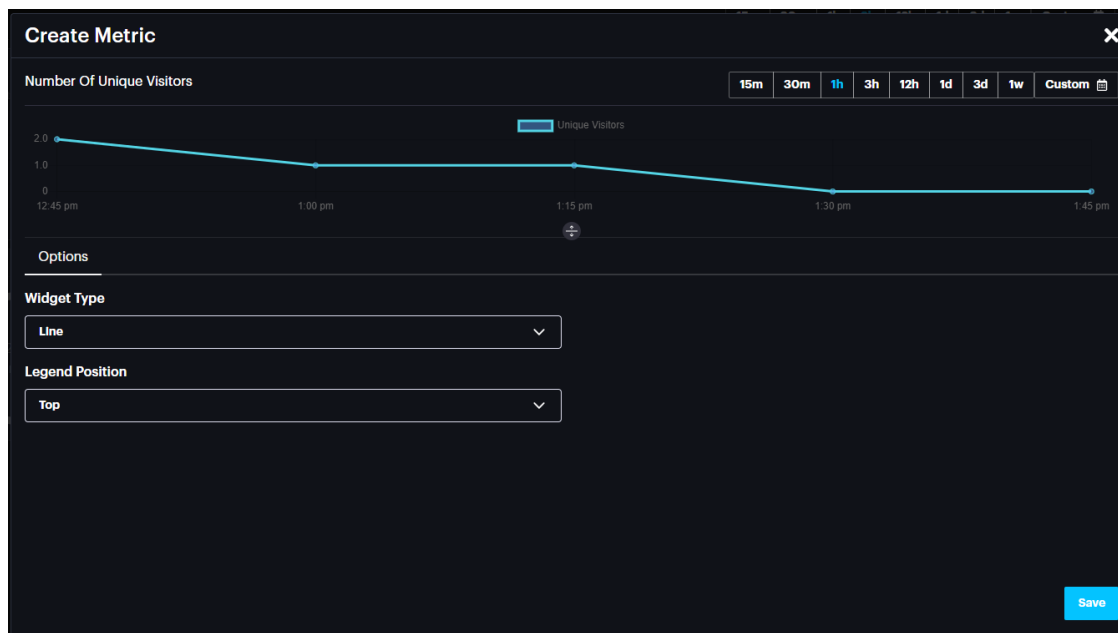 Create Metric
Number Of Unique Visitors
15m 30m 1h 3h 12h 1d 3d 1w Custom
Unique Visitors
2.0
1.0
0
12:45 pm 1:00 pm 1:15 pm 1:30 pm 1:45 pm
Options
Widget Type
Line
Legend Position
Top
Save